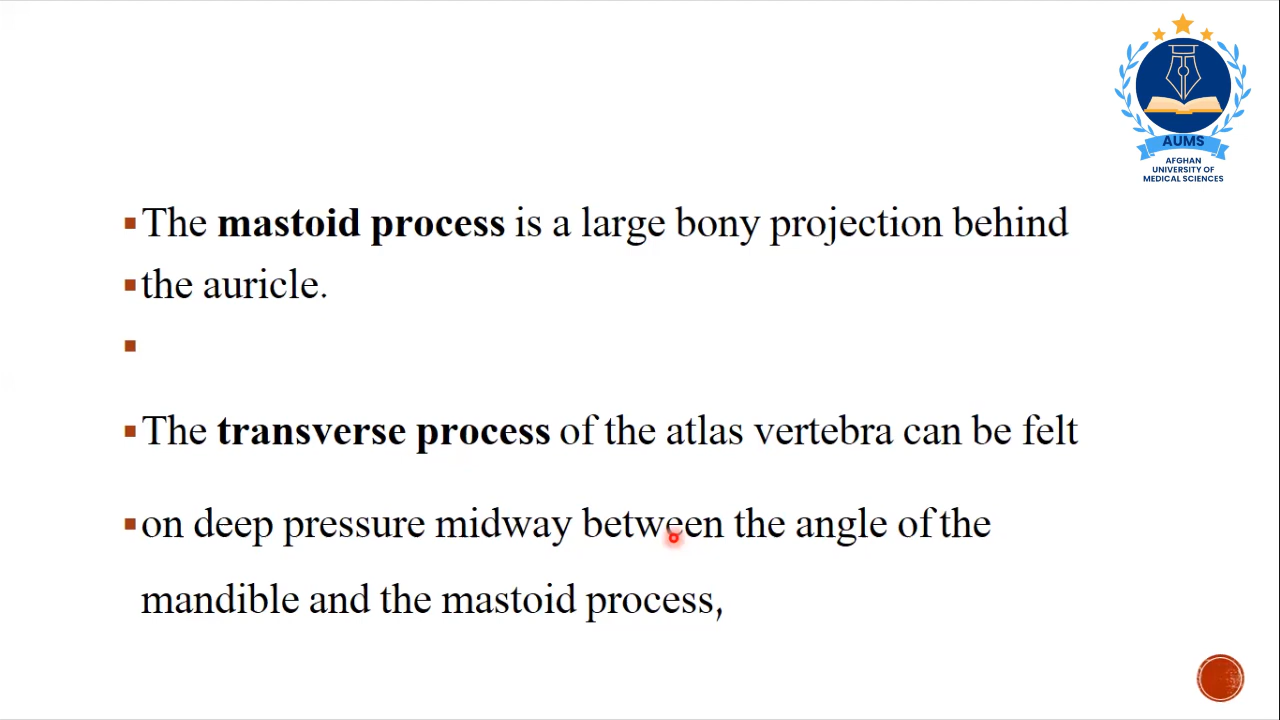 AUMS
AFGHAN
UNIVERSITY OF
MEDICAL SCIENCES
▪The mastoid process is a large bony projection behind
▪the auricle.
▪
▪The transverse process of the atlas vertebra can be felt
▪on deep pressure midway between the angle of the
mandible and the mastoid process,